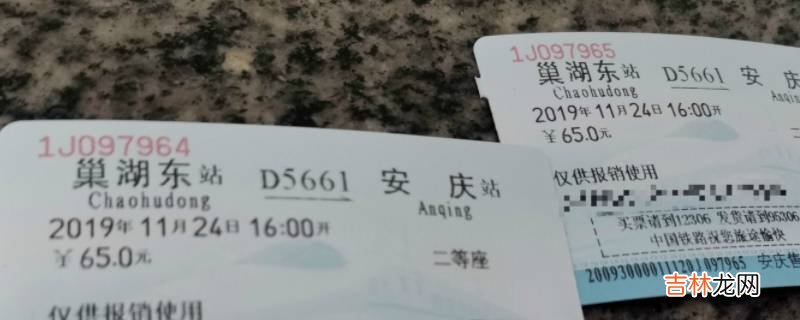 1J097964
巢湖东站 D5661 安庆站
Chaohudong Anqing
2019年11月24日16:00开
￥65.0元 二等座
仅供报销使用
1J097965
巢湖东站 D5661 安
Chaohudong Anqing
2019年11月24日16:00开
￥65.0元
仅供报销使用
买票请到12306 发货请到95306
中国铁路祝您旅途愉快
2009300001120J097965 安庆售
吉林龙网